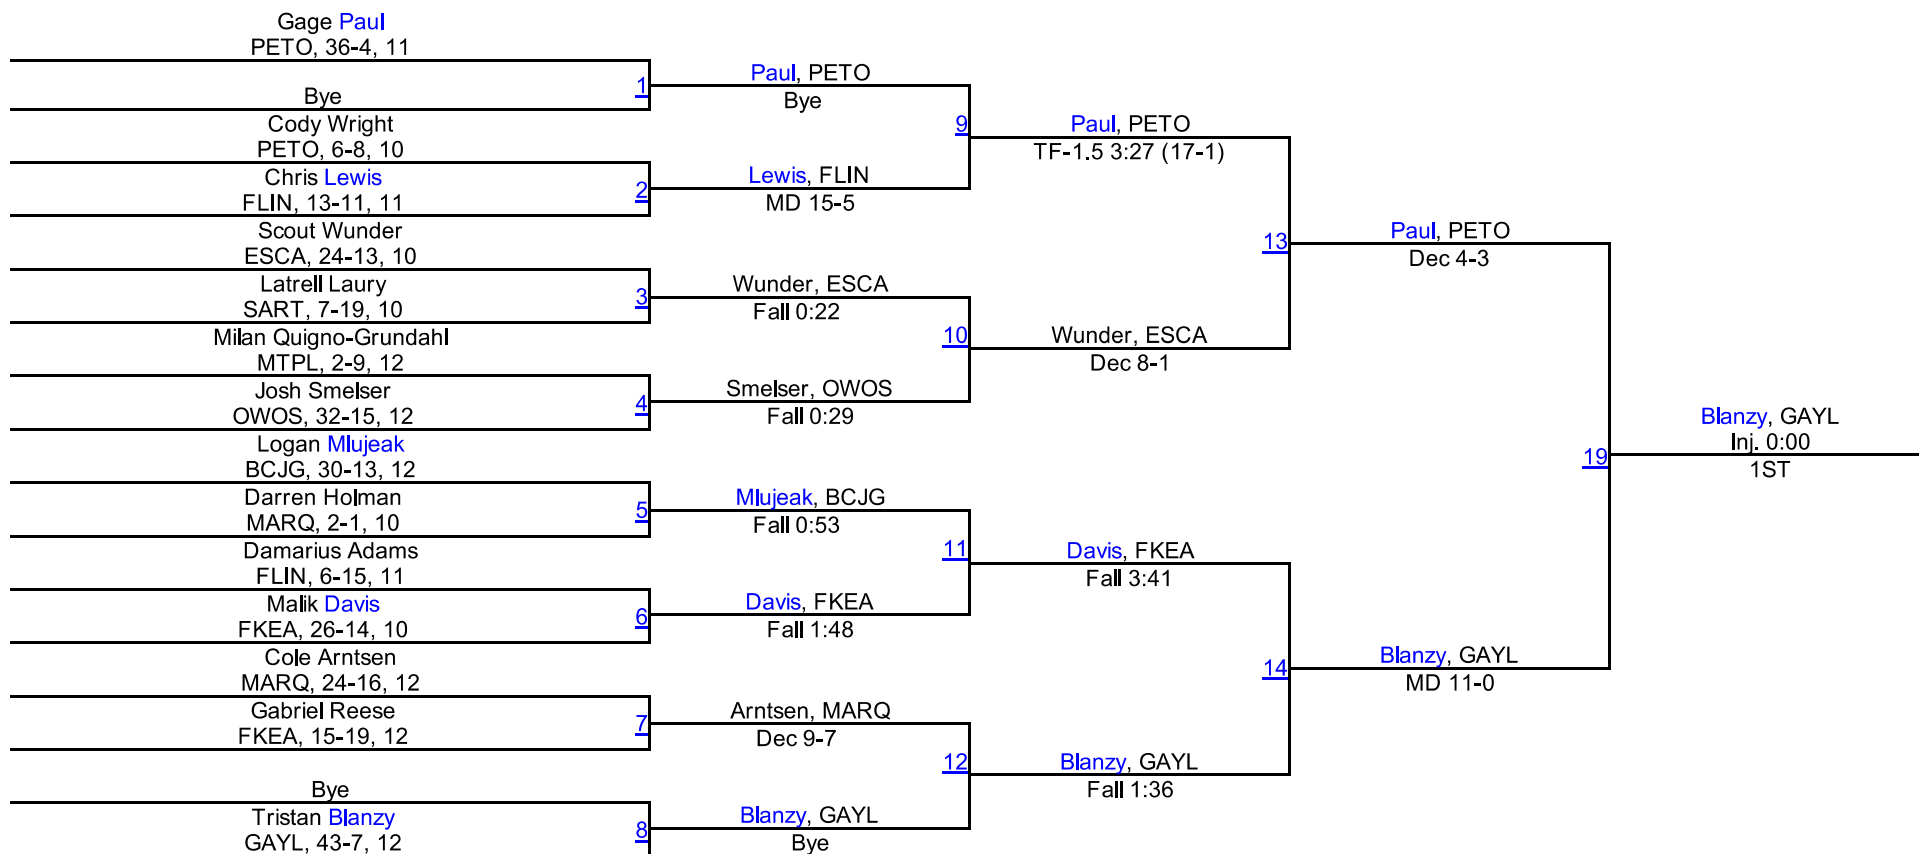 Gage Paul
PETO, 36-4, 11
Bye
1
Cody Wright
PETO, 6-8, 10
Chris Lewis
FLIN, 13-11, 11
2
Scout Wunder
ESCA, 24-13, 10
Latrell Laury
SART, 7-19, 10
3
Milan Quigno-Grundahl
MTPL, 2-9, 12
Josh Smelser
OWOS, 32-15, 12
4
Logan Mlujeak
BCJG, 30-13, 12
Darren Holman
MARQ, 2-1, 10
5
Damarius Adams
FLIN, 6-15, 11
Malik Davis
FKEA, 26-14, 10
6
Cole Arntsen
MARQ, 24-16, 12
Gabriel Reese
FKEA, 15-19, 12
7
Bye
Tristan Blanzy
GAYL, 43-7, 12
8
Paul, PETO
Bye
9
Lewis, FLIN
MD 15-5
Wunder, ESCA
Fall 0:22
10
Smelser, OWOS
Fall 0:29
Mlujeak, BCJG
Fall 0:53
11
Davis, FKEA
Fall 1:48
Arntsen, MARQ
Dec 9-7
12
Blanzy, GAYL
Bye
Paul, PETO
TF-1.5 3:27 (17-1)
13
Wunder, ESCA
Dec 8-1
Davis, FKEA
Fall 3:41
14
Blanzy, GAYL
Fall 1:36
Paul, PETO
Dec 4-3
19
Blanzy, GAYL
MD 11-0
Blanzy, GAYL
Inj. 0:00
1ST